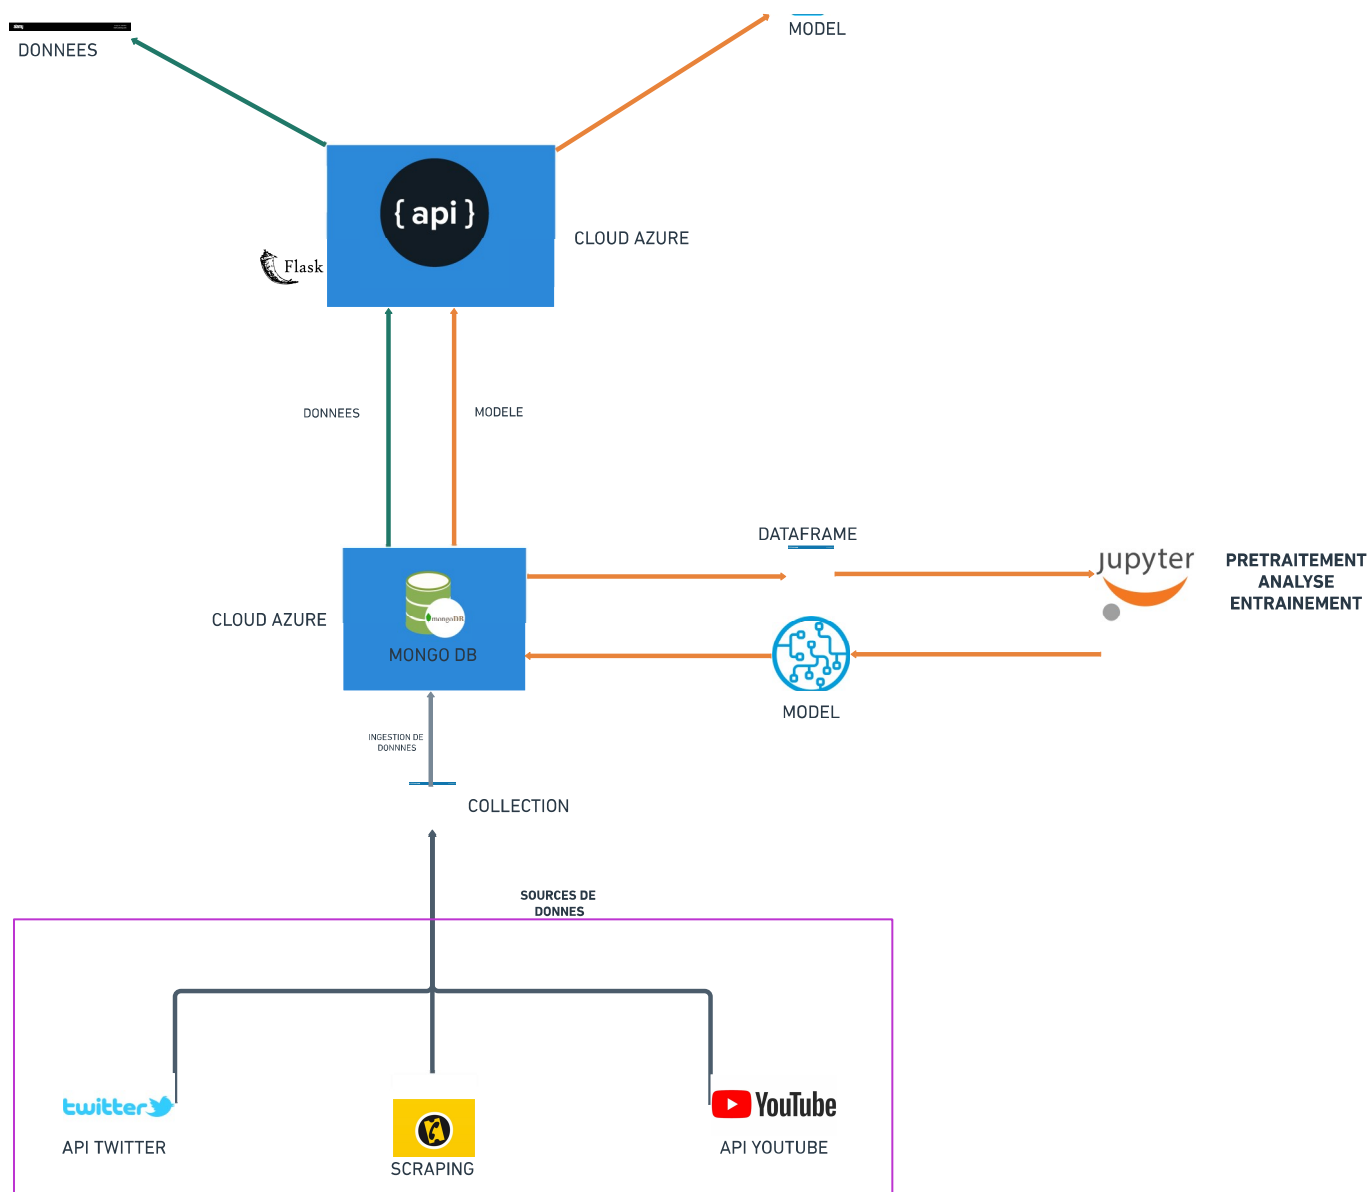 DONNEES
MODEL
{ api }
CLOUD AZURE
Flask
DONNEES
MODELE
DATAFRAME
jupyter
PRETRAITEMENT
ANALYSE
ENTRAINEMENT
CLOUD AZURE
mongoDB
MONGO DB
MODEL
INGESTION DE
DONNNES
COLLECTION
SOURCES DE
DONNES
twitter
YouTube
API TWITTER
API YOUTUBE
SCRAPING